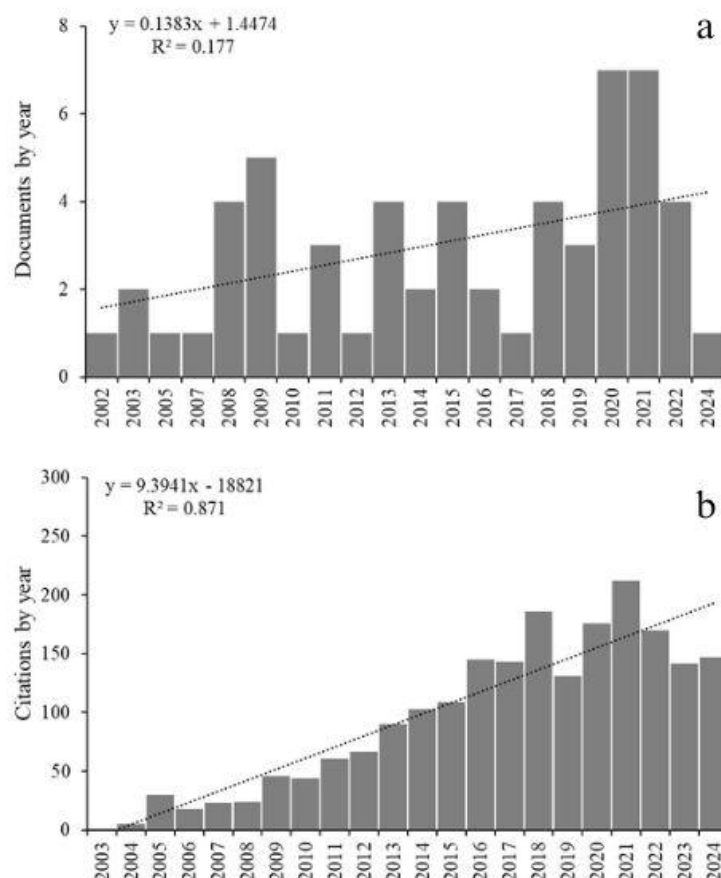 y = 0.1383x + 1.4474
R² = 0.177
a
Documents by year
8
6
4
2
0
2002 2003 2005 2007 2008 2009 2010 2011 2012 2013 2014 2015 2016 2017 2018 2019 2020 2021 2022 2024
y = 9.3941x - 18821
R² = 0.871
b
Citations by year
300
250
200
150
100
50
0
2003 2004 2005 2006 2007 2008 2009 2010 2011 2012 2013 2014 2015 2016 2017 2018 2019 2020 2021 2022 2023 2024